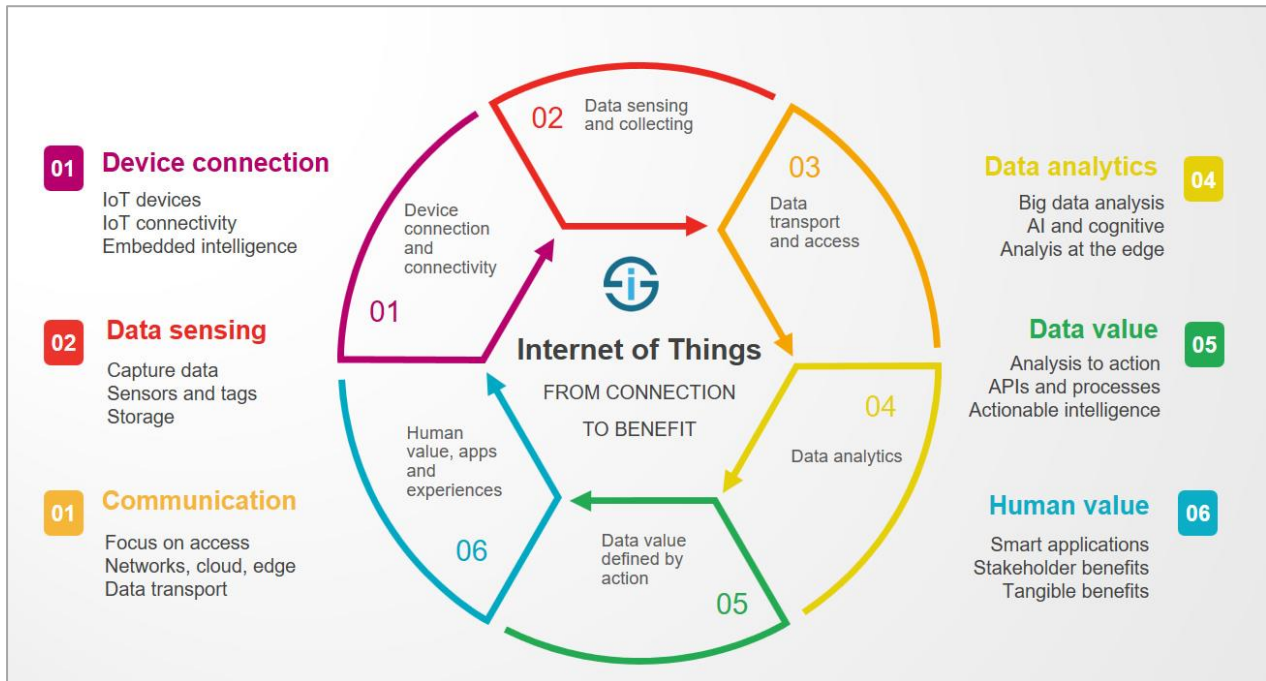 01 Device connection
IoT devices
IoT connectivity
Embedded intelligence
02 Data sensing
Capture data
Sensors and tags
Storage
01 Communication
Focus on access
Networks, cloud, edge
Data transport
02 Data sensing
and collecting
03
Data
transport
and access
Device
connection
and
connectivity
01
SiG
Internet of Things
FROM CONNECTION
TO BENEFIT
04
Data analytics
Human
value, apps
and
experiences
06
Data value
defined by
action
05
Data analytics 04
Big data analysis
AI and cognitive
Analyis at the edge
Data value 05
Analysis to action
APIs and processes
Actionable intelligence
Human value 06
Smart applications
Stakeholder benefits
Tangible benefits